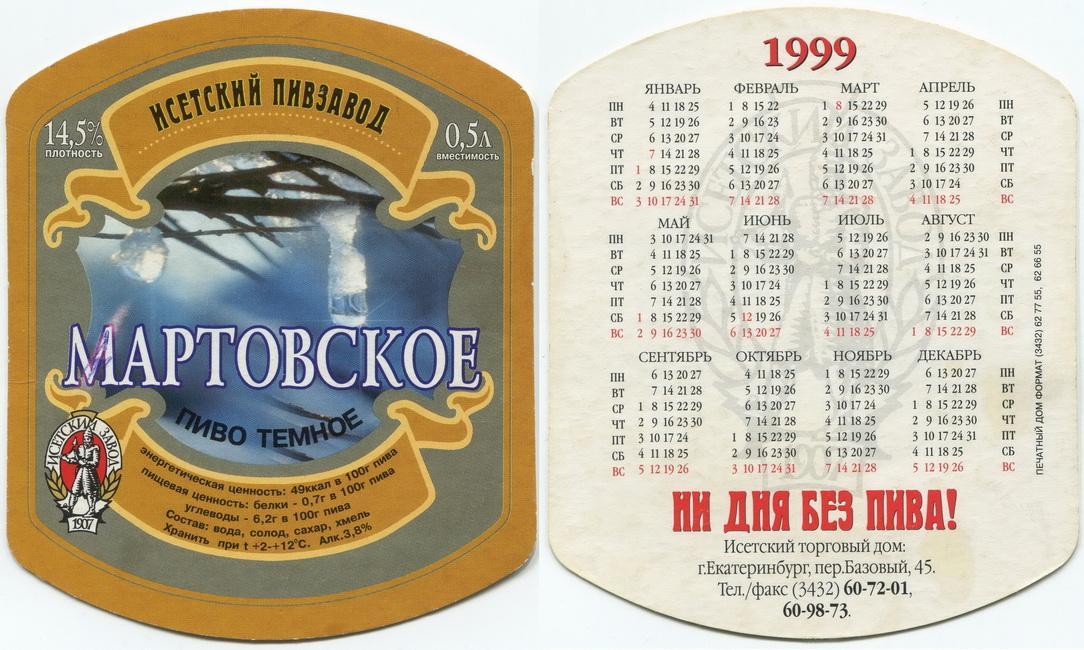 ИСЕТСКИЙ ПИВЗАВОД
14,5%
плотность
0,5л
вместимость
МАРТОВСКОЕ
ПИВО ТЕМНОЕ
ИСЕТСКИЙ ЗАВОД
1907
энергетическая ценность: 49ккал в 100г пива
пищевая ценность: белки - 0,7г в 100г пива
углеводы - 6,2г в 100г пива
Состав: вода, солод, сахар, хмель
Хранить при t +2-+12°С. Алк.3,8%
1999
ЯНВАРЬ ФЕВРАЛЬ МАРТ АПРЕЛЬ
ПН 4 11 18 25 1 8 15 22 1 8 15 22 29 5 12 19 26 ПН
ВТ 5 12 19 26 2 9 16 23 2 9 16 23 30 6 13 20 27 ВТ
СР 6 13 20 27 3 10 17 24 3 10 17 24 31 7 14 21 28 СР
ЧТ 7 14 21 28 4 11 18 25 4 11 18 25 1 8 15 22 29 ЧТ
ПТ 1 8 15 22 29 5 12 19 26 5 12 19 26 2 9 16 23 30 ПТ
СБ 2 9 16 23 30 6 13 20 27 6 13 20 27 3 10 17 24 СБ
ВС 3 10 17 24 31 7 14 21 28 7 14 21 28 4 11 18 25 ВС
МАЙ ИЮНЬ ИЮЛЬ АВГУСТ
ПН 3 10 17 24 31 7 14 21 28 5 12 19 26 2 9 16 23 30 ПН
ВТ 4 11 18 25 1 8 15 22 29 6 13 20 27 3 10 17 24 31 ВТ
СР 5 12 19 26 2 9 16 23 30 7 14 21 28 4 11 18 25 СР
ЧТ 6 13 20 27 3 10 17 24 1 8 15 22 29 5 12 19 26 ЧТ
ПТ 7 14 21 28 4 11 18 25 2 9 16 23 30 6 13 20 27 ПТ
СБ 1 8 15 22 29 5 12 19 26 3 10 17 24 31 7 14 21 28 СБ
ВС 2 9 16 23 30 6 13 20 27 4 11 18 25 1 8 15 22 29 ВС
СЕНТЯБРЬ ОКТЯБРЬ НОЯБРЬ ДЕКАБРЬ
ПН 6 13 20 27 4 11 18 25 1 8 15 22 29 6 13 20 27 ПН
ВТ 7 14 21 28 5 12 19 26 2 9 16 23 30 7 14 21 28 ВТ
СР 1 8 15 22 29 6 13 20 27 3 10 17 24 1 8 15 22 29 СР
ЧТ 2 9 16 23 30 7 14 21 28 4 11 18 25 2 9 16 23 30 ЧТ
ПТ 3 10 17 24 1 8 15 22 29 5 12 19 26 3 10 17 24 31 ПТ
СБ 4 11 18 25 2 9 16 23 30 6 13 20 27 4 11 18 25 СБ
ВС 5 12 19 26 3 10 17 24 31 7 14 21 28 5 12 19 26 ВС
ПЕЧАТНЫЙ ДОМ ФОРМАТ (3432) 62 77 55, 62 66 55
НИ ДНЯ БЕЗ ПИВА!
Исетский торговый дом:
г.Екатеринбург, пер.Базовый, 45.
Тел./факс (3432) 60-72-01,
60-98-73.